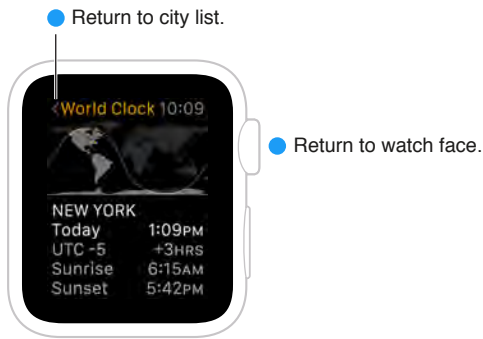 Return to city list.
<World Clock 10:09
Return to watch face.
NEW YORK
Today 1:09PM
UTC -5 +3HRS
Sunrise 6:15AM
Sunset 5:42PM